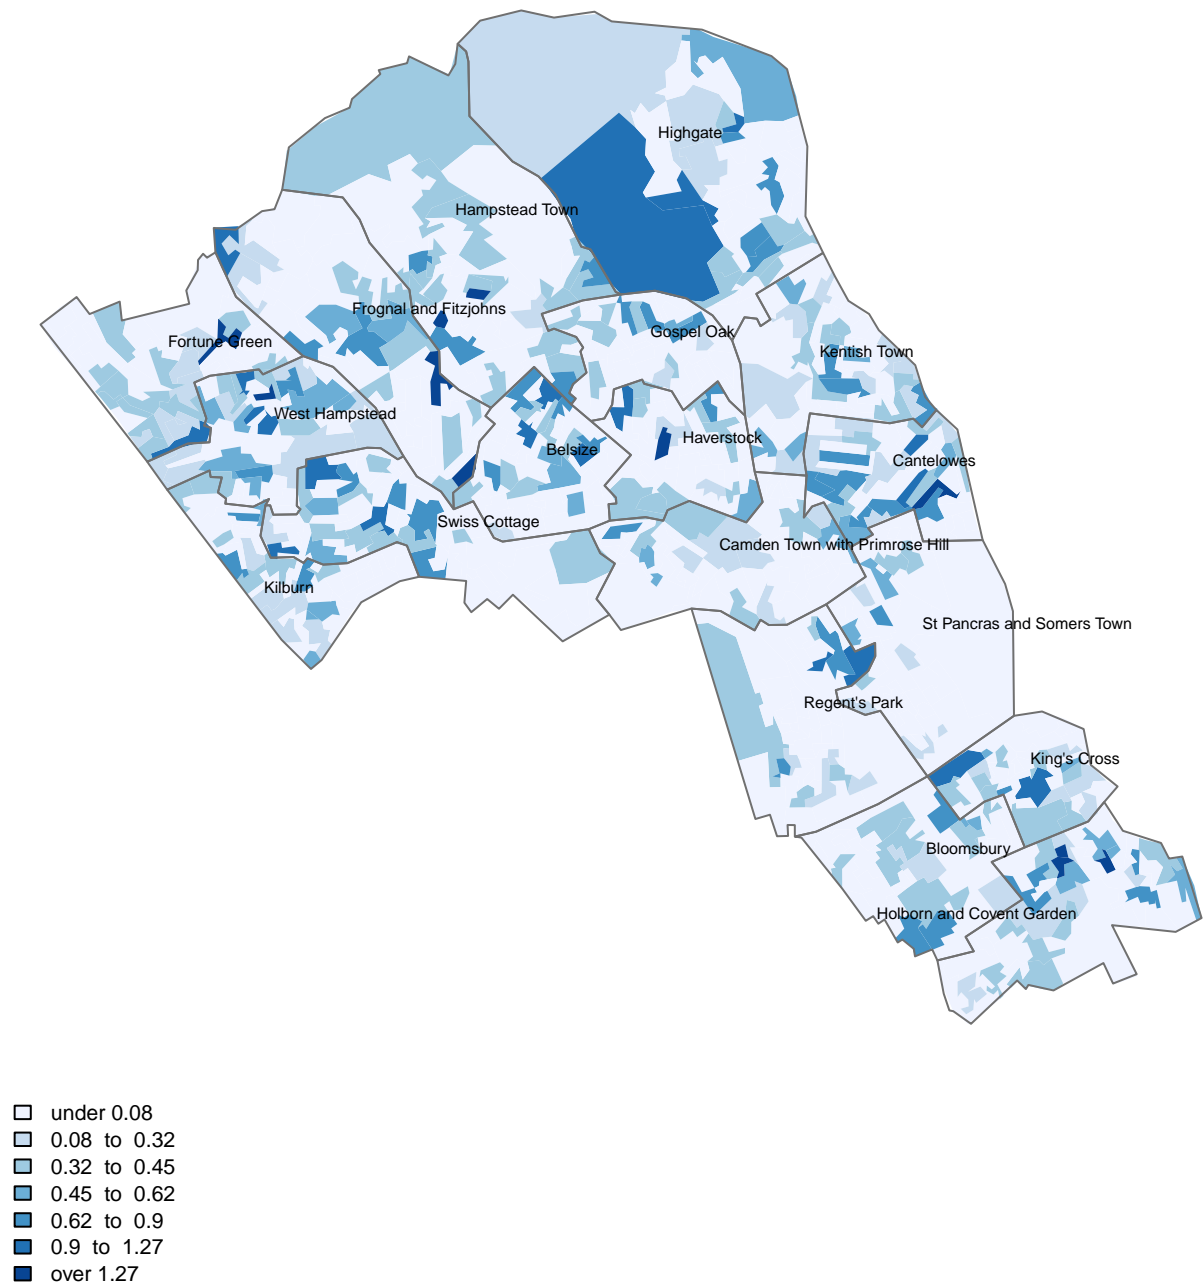 Highgate
Hampstead Town
Frognal and Fitzjohns
Gospel Oak
Fortune Green
Kentish Town
West Hampstead
Haverstock
Belsize
Cantelowes
Swiss Cottage
Camden Town with Primrose Hill
Kilburn
St Pancras and Somers Town
Regent's Park
King's Cross
Bloomsbury
Holborn and Covent Garden
under 0.08
0.08 to 0.32
0.32 to 0.45
0.45 to 0.62
0.62 to 0.9
0.9 to 1.27
over 1.27